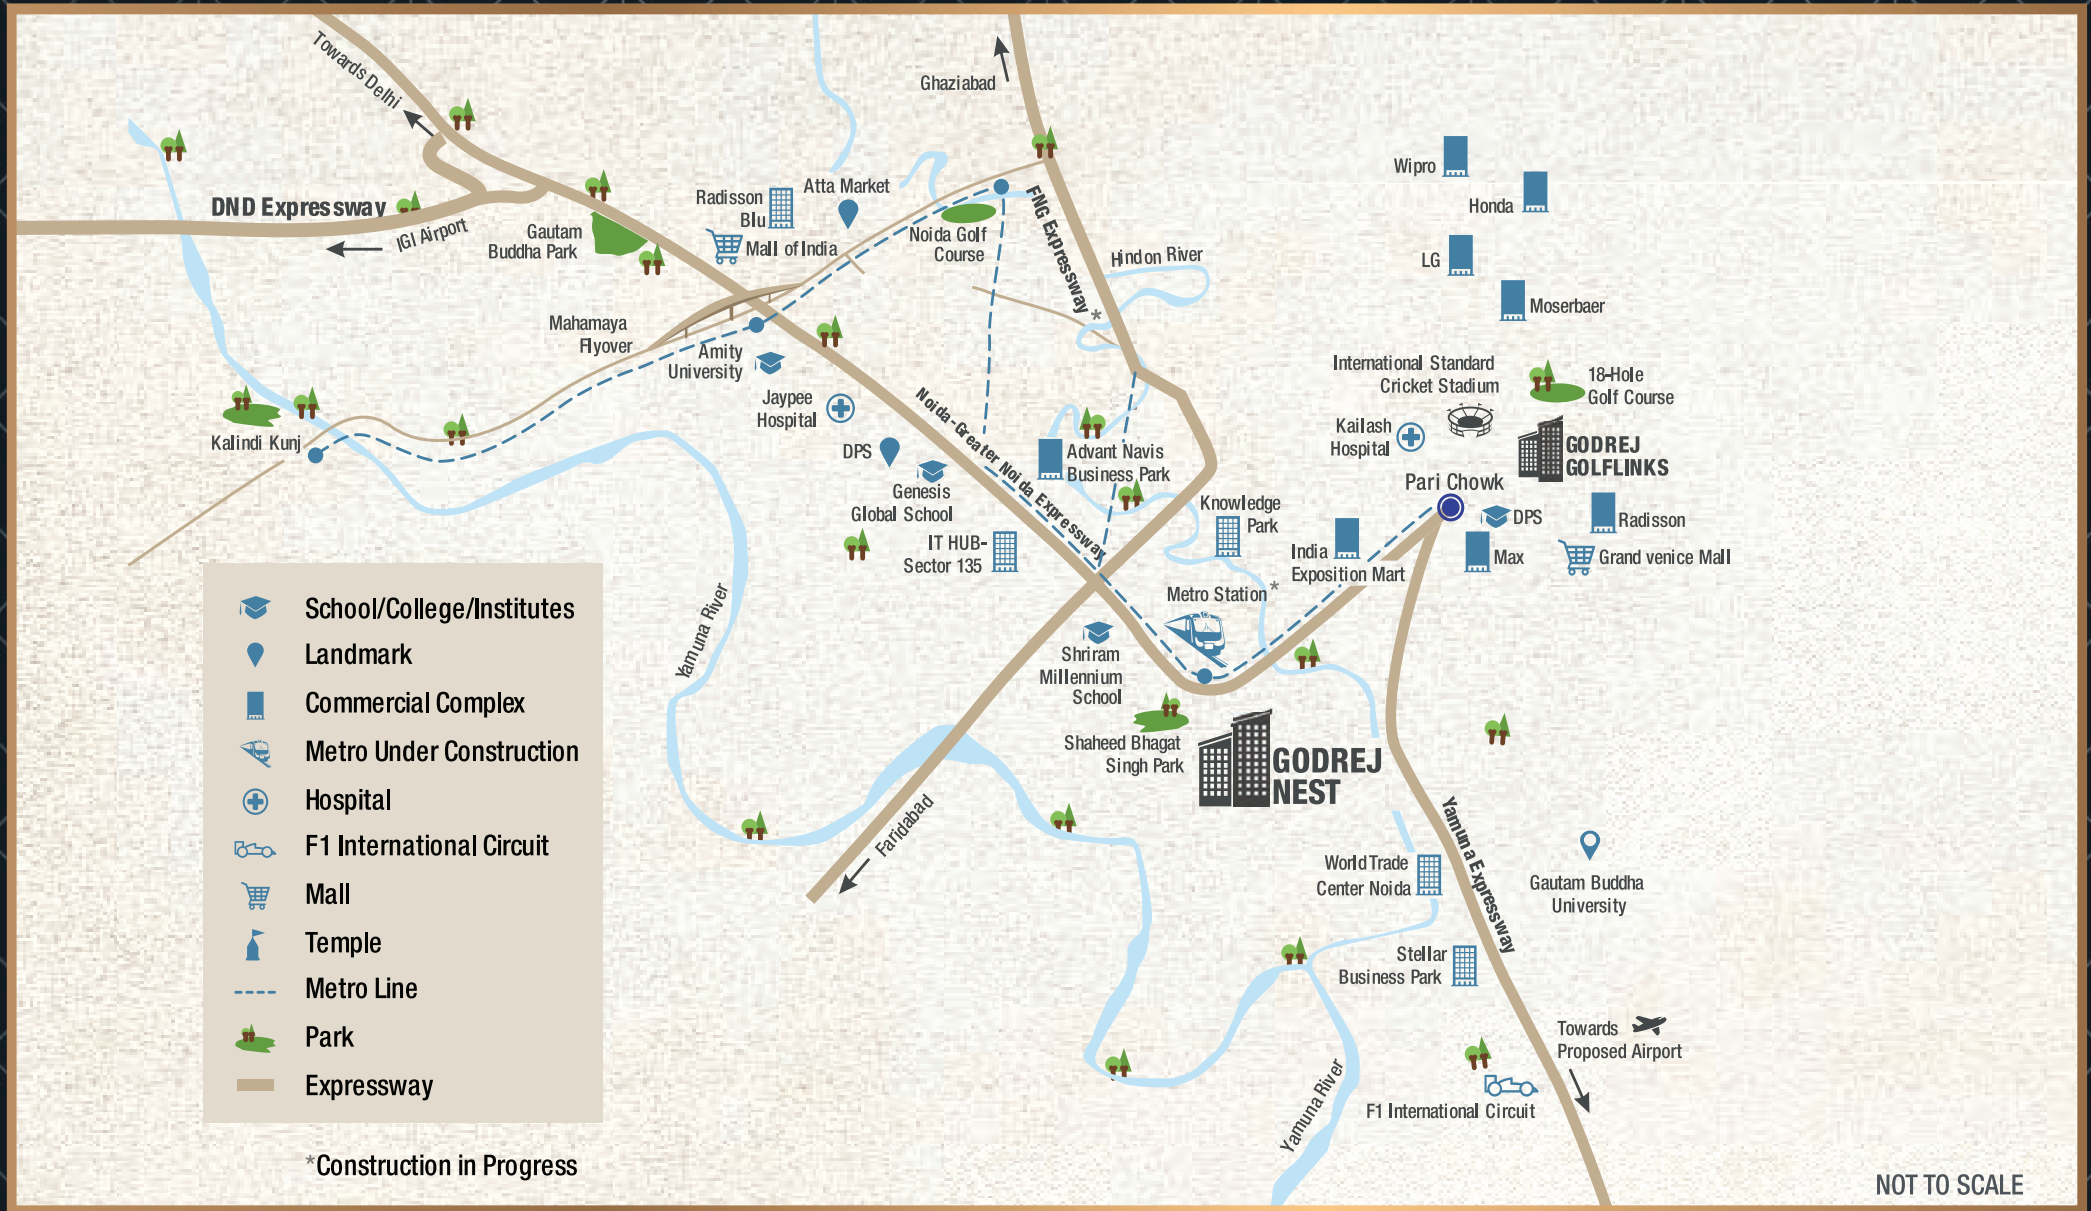 Towards Delhi
Ghaziabad
DND Expressway
IGI Airport
Gautam
Buddha Park
Radisson
Blu
Atta Market
Mall of India
Noida Golf
Course
FNG Expressway
*
Hindon River
Wipro
Honda
LG
Moserbaer
Mahamaya
Flyover
Amity
University
Jaypee
Hospital
Noida-Greater Noida Expressway
International Standard
Cricket Stadium
18-Hole
Golf Course
Kailash
Hospital
GODREJ
GOLFLINKS
Kalindi Kunj
DPS
Genesis
Global School
Advant Navis
Business Park
Pari Chowk
Knowledge
Park
DPS
Radisson
IT HUB-
Sector 135
India
Exposition Mart
Max
Grand venice Mall
Metro Station*
Yamuna River
Shriram
Millennium
School
Shaheed Bhagat
Singh Park
GODREJ
NEST
Faridabad
Yamuna Expressway
World Trade
Center Noida
Gautam Buddha
University
Stellar
Business Park
Towards
Proposed Airport
F1 International Circuit
Yamuna River
School/College/Institutes
Landmark
Commercial Complex
Metro Under Construction
Hospital
F1 International Circuit
Mall
Temple
Metro Line
Park
Expressway
*Construction in Progress
NOT TO SCALE